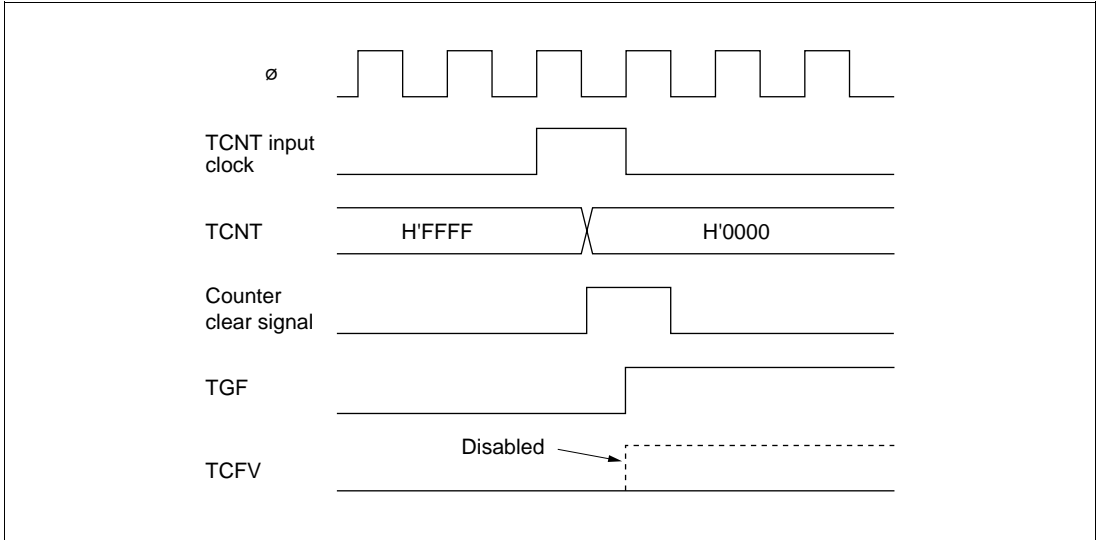 ø
TCNT input
clock
TCNT
H'FFFF
H'0000
Counter
clear signal
TGF
Disabled
TCFV